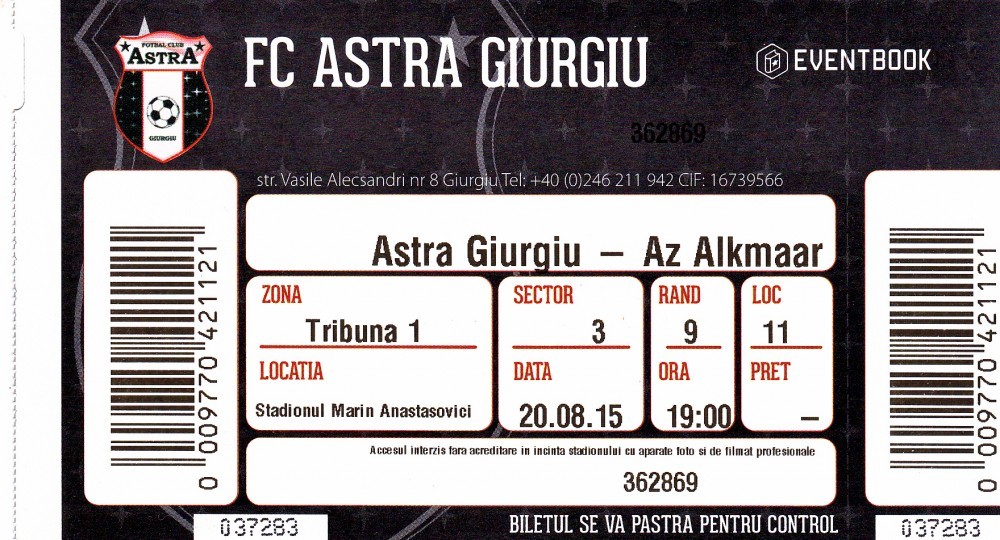 FOTBAL CLUB
ASTRA
GIURGIU
FC ASTRA GIURGIU
EVENTBOOK
362869
str. Vasile Alecsandri nr 8 Giurgiu Tel: +40 (0)246 211 942 CIF: 16739566
Astra Giurgiu – Az Alkmaar
ZONA SECTOR RAND LOC
Tribuna 1 3 9 11
LOCATIA DATA ORA PRET
Stadionul Marin Anastasovici 20.08.15 19:00 –
Accesul interzis fara acreditare in incinta stadionului cu aparate foto si de filmat profesionale
362869
0 009770 421121
0 009770 421121
037283
BILETUL SE VA PASTRA PENTRU CONTROL
037283